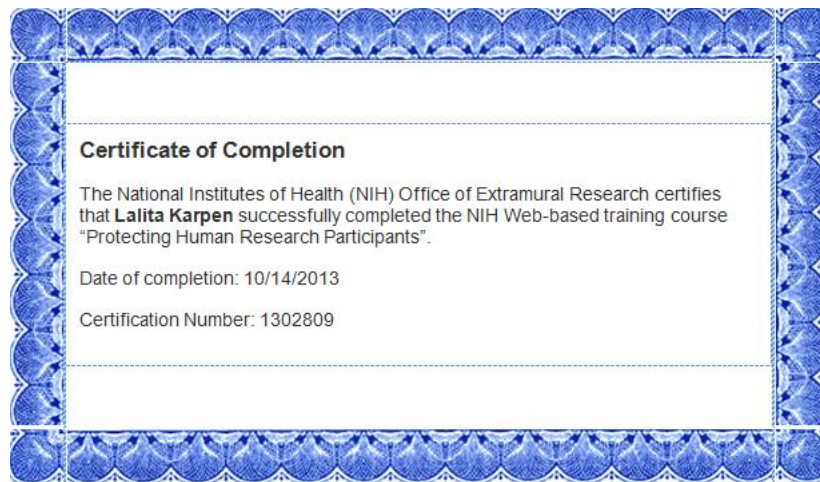 Certificate of Completion
The National Institutes of Health (NIH) Office of Extramural Research certifies
that Lalita Karpen successfully completed the NIH Web-based training course
“Protecting Human Research Participants”.
Date of completion: 10/14/2013
Certification Number: 1302809